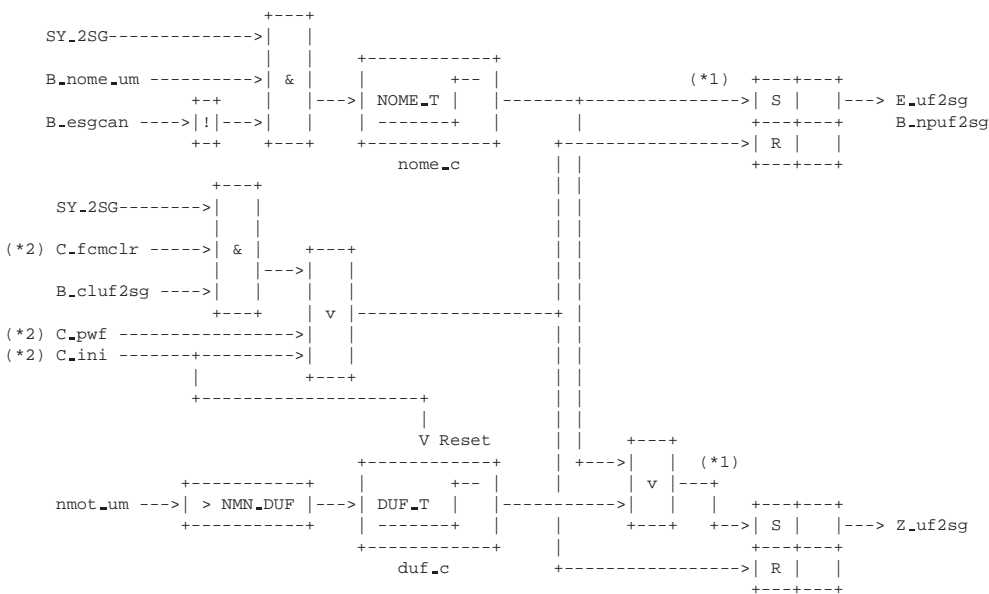 SY_2SG
B_nome_um
&
B_esgcan
!
NOME_T
nome_c
(*1)
S
R
E_uf2sg
B_npuf2sg
SY_2SG
(*2) C_fcmclr
&
B_cluf2sg
v
(*2) C_pwf
(*2) C_ini
V Reset
nmot_um
> NMN_DUF
DUF_T
duf_c
v
(*1)
S
R
Z_uf2sg